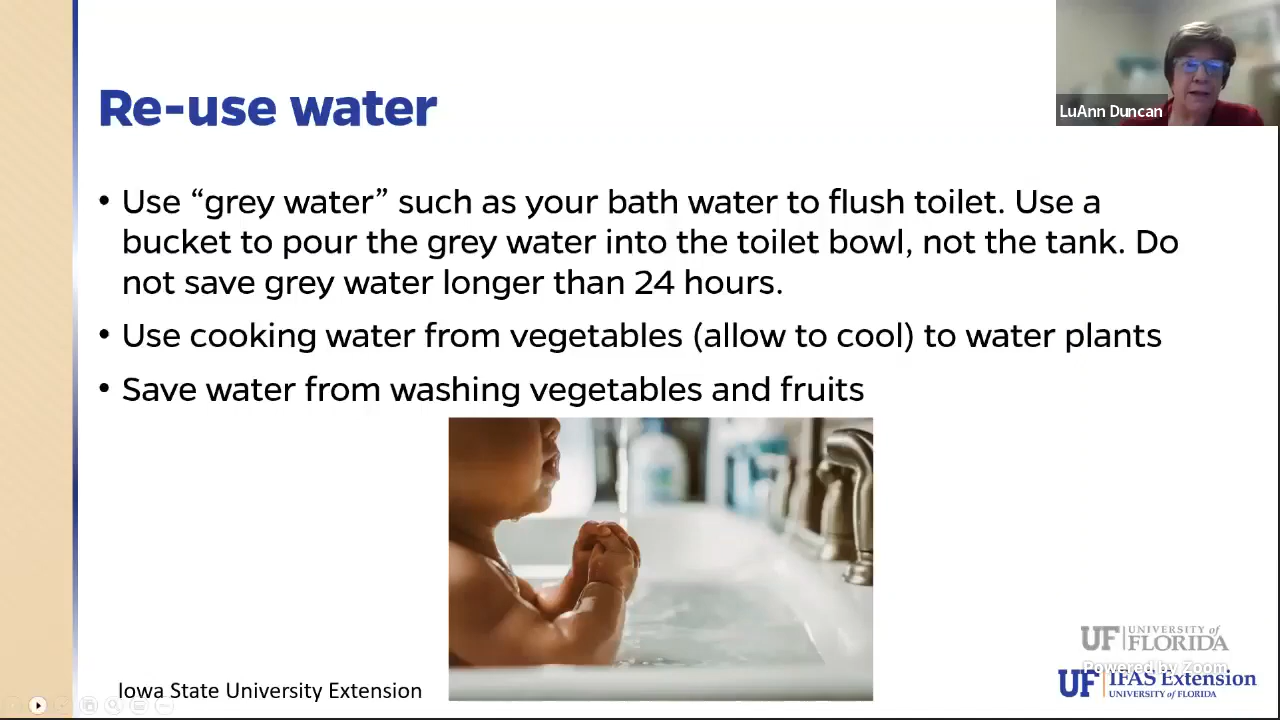 LuAnn Duncan
Re-use water
• Use “grey water” such as your bath water to flush toilet. Use a
bucket to pour the grey water into the toilet bowl, not the tank. Do
not save grey water longer than 24 hours.
• Use cooking water from vegetables (allow to cool) to water plants
• Save water from washing vegetables and fruits
Iowa State University Extension
UF UNIVERSITY of
FLORIDA
Powered by Zoom
UF IFAS Extension
UNIVERSITY of FLORIDA